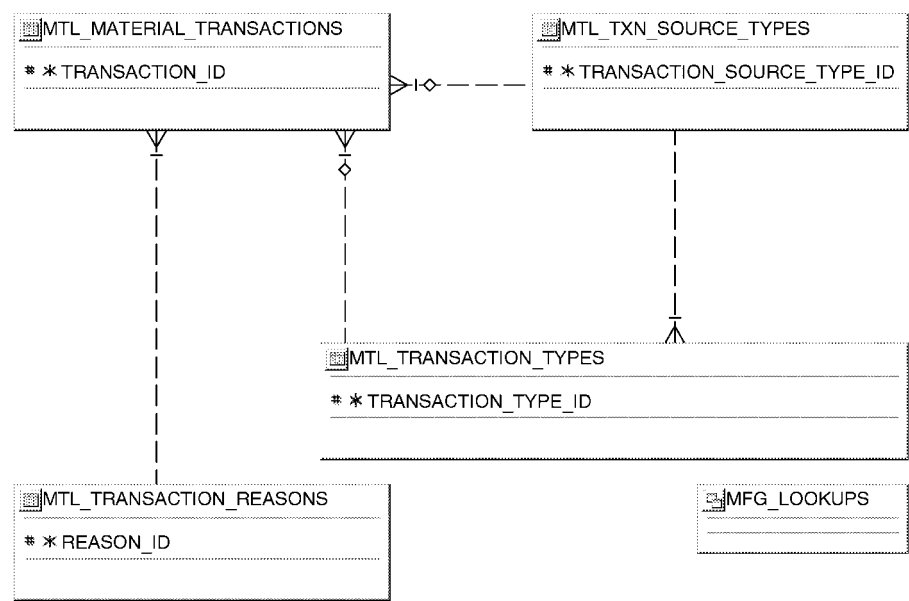 MTL_MATERIAL_TRANSACTIONS
# * TRANSACTION_ID
MTL_TXN_SOURCE_TYPES
# * TRANSACTION_SOURCE_TYPE_ID
MTL_TRANSACTION_TYPES
# * TRANSACTION_TYPE_ID
MTL_TRANSACTION_REASONS
# * REASON_ID
MFG_LOOKUPS